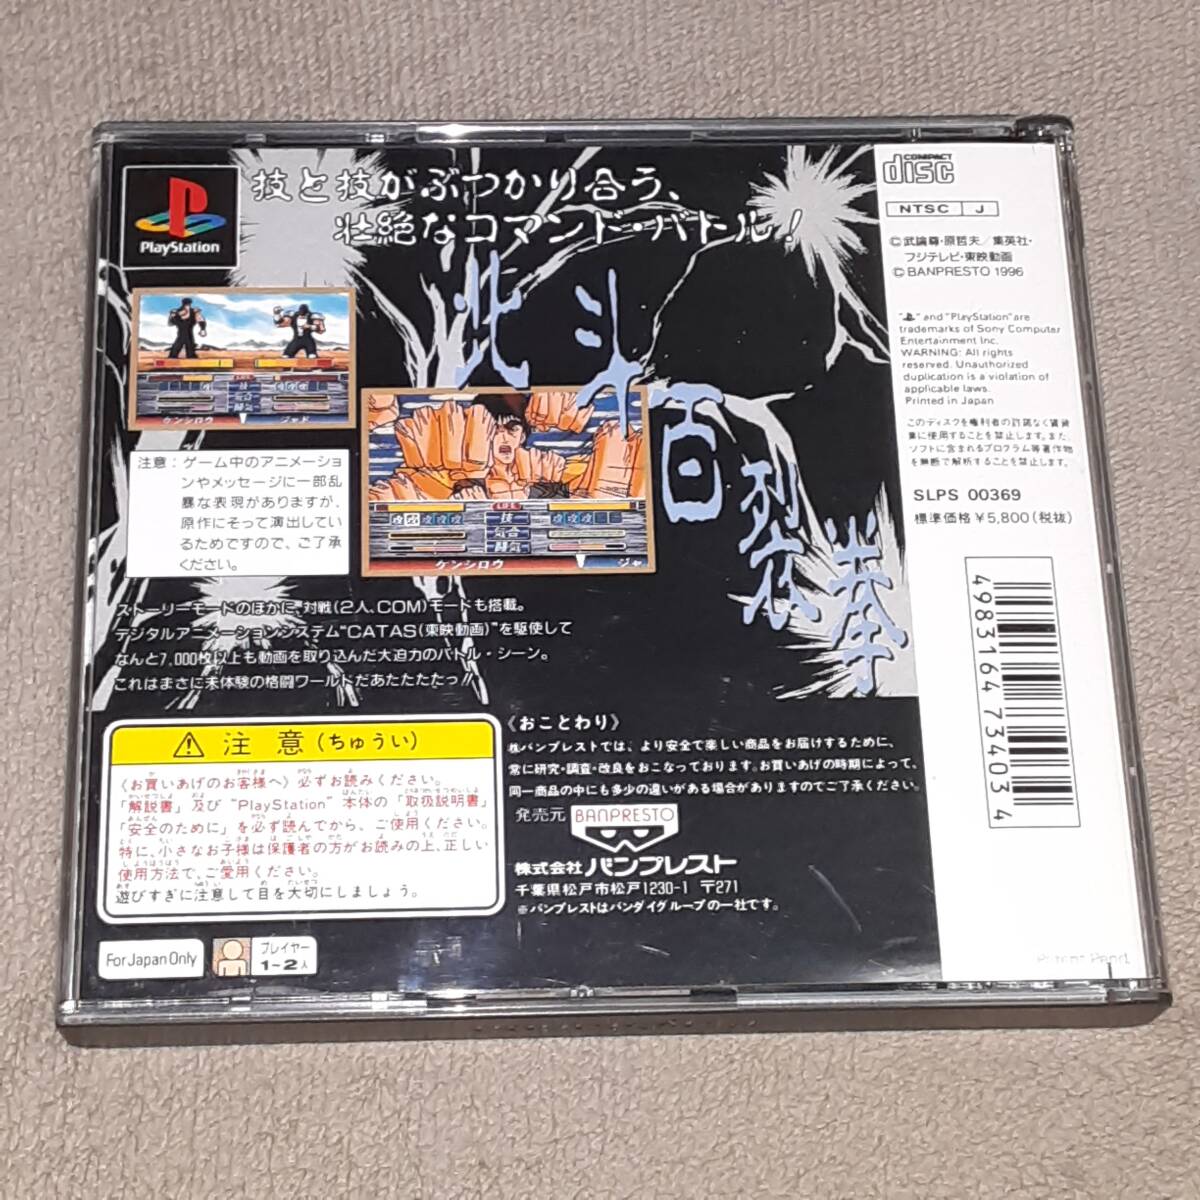 技と技がぶつかり合う、
壮絶なコマンド・バトル!
PlayStation
北斗百裂拳
ケンシロウ
ジャド
LIFE
技
気合
闘気
ケンシロウ
ジャ
注意:ゲーム中のアニメーショ
ンやメッセージに一部乱
暴な表現がありますが、
原作にそって演出してい
るためですので、ご了承
ください。
ストーリーモードのほかに、対戦(2人、COM)モードも搭載。
デジタルアニメーションシステム“CATAS(東映動画)”を駆使して
なんと7,000枚以上も動画を取り込んだ大迫力のバトル・シーン。
これはまさに未体験の格闘ワールドだあたたたたっ!!
注意(ちゅうい)
〈お買いあげのお客様へ〉必ずお読みください。
「解説書」及び “PlayStation” 本体の「取扱説明書」
「安全のために」を必ず読んでから、ご使用ください。
特に、小さなお子様は保護者の方がお読みの上、正しい
使用方法で、ご愛用ください。
遊びすぎに注意して目を大切にしましょう。
For Japan Only
プレイヤー
1~2人
《おことわり》
㈱バンプレストでは、より安全で楽しい商品をお届けするために、
常に研究・調査・改良をおこなっております。お買いあげの時期によって、
同一商品の中にも多少の違いがある場合がありますのでご了承ください。
発売元 BANPRESTO
株式会社 バンプレスト
千葉県松戸市松戸1230-1 〒271
※バンプレストはバンダイグループの一社です。
COMPACT
disc
NTSC J
©武論尊・原哲夫/集英社・
フジテレビ・東映動画
©BANPRESTO 1996
" " and "PlayStation" are
trademarks of Sony Computer
Entertainment Inc.
WARNING: All rights
reserved. Unauthorized
duplication is a violation of
applicable laws.
Printed in Japan
このディスクを権利者の許諾なく賃貸
業に使用することを禁止します。また、
ソフトに含まれるプログラム等著作物
を無断で解析することを禁止します。
SLPS 00369
標準価格 ¥5,800(税抜)
4 983164 734034
Patent Pend.